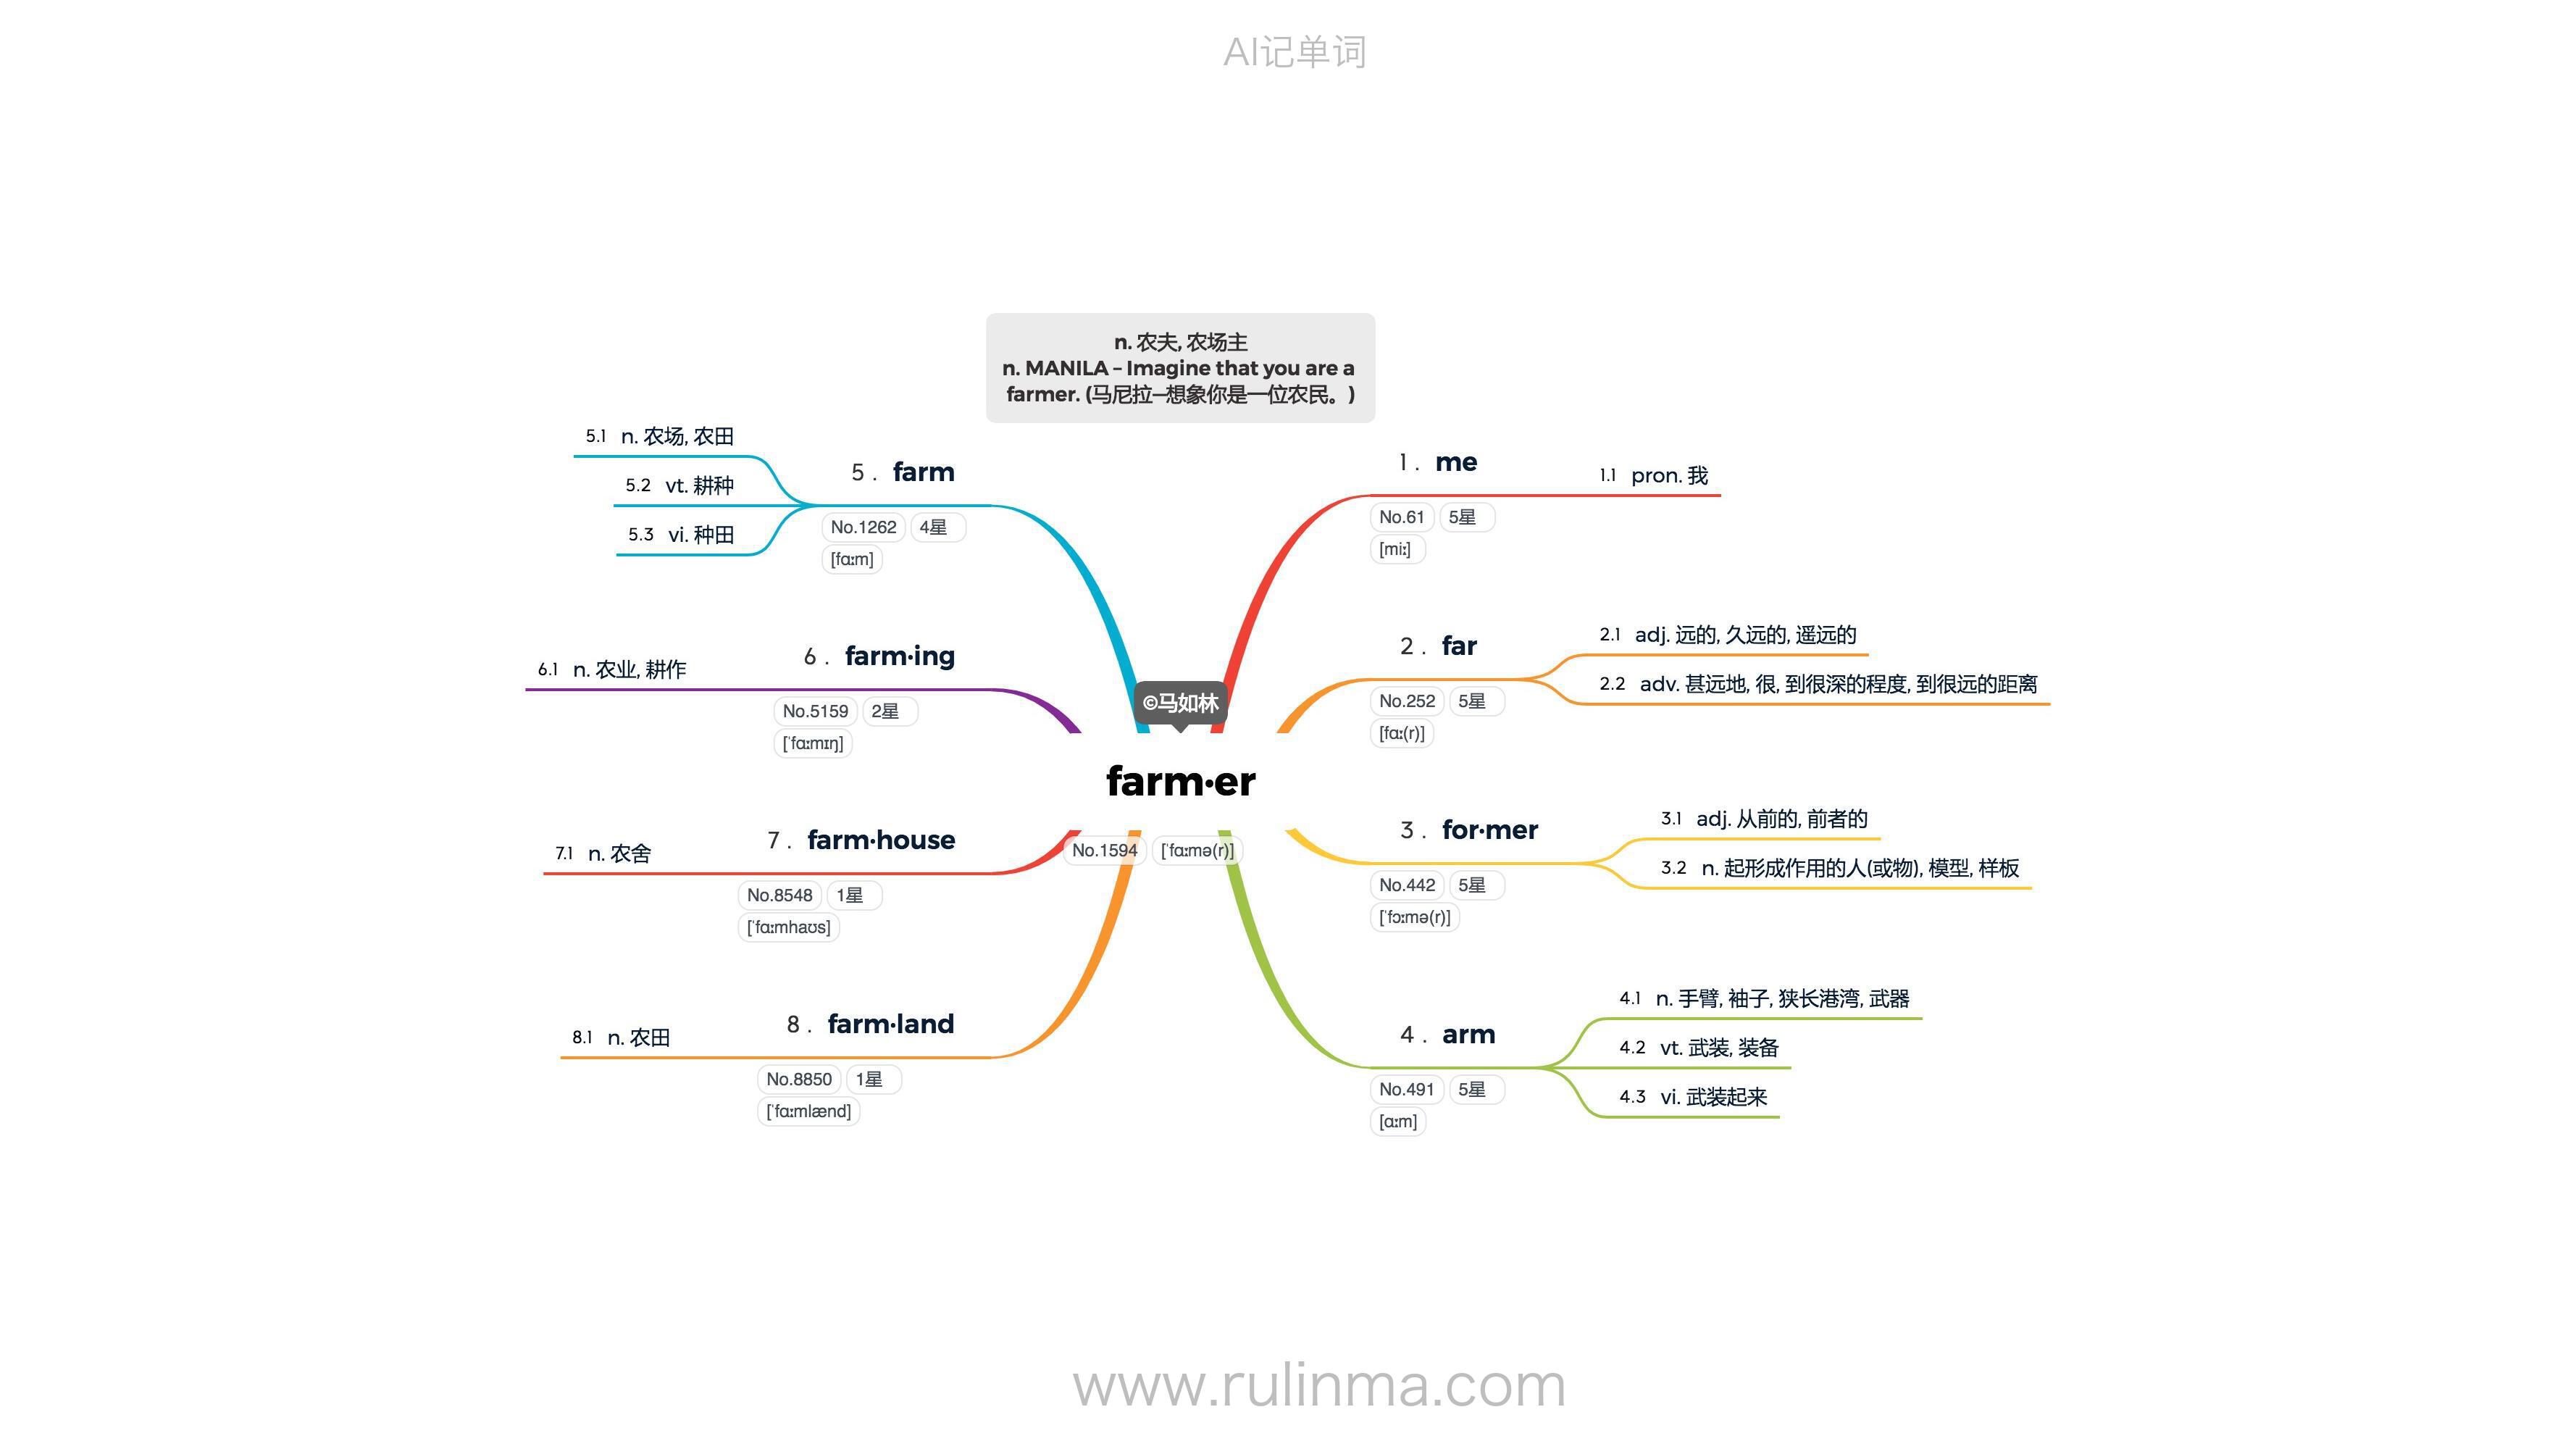 AI记单词
n. 农夫, 农场主
n. MANILA – Imagine that you are a
farmer. (马尼拉—想象你是一位农民。)
©马如林
farm·er
No.1594 [ˈfɑːmə(r)]
1 . me
No.61 5星
[miː]
1.1 pron. 我
2 . far
No.252 5星
[fɑː(r)]
2.1 adj. 远的, 久远的, 遥远的
2.2 adv. 甚远地, 很, 到很深的程度, 到很远的距离
3 . for·mer
No.442 5星
[ˈfɔːmə(r)]
3.1 adj. 从前的, 前者的
3.2 n. 起形成作用的人(或物), 模型, 样板
4 . arm
No.491 5星
[ɑːm]
4.1 n. 手臂, 袖子, 狭长港湾, 武器
4.2 vt. 武装, 装备
4.3 vi. 武装起来
5 . farm
No.1262 4星
[fɑːm]
5.1 n. 农场, 农田
5.2 vt. 耕种
5.3 vi. 种田
6 . farm·ing
No.5159 2星
[ˈfɑːmɪŋ]
6.1 n. 农业, 耕作
7 . farm·house
No.8548 1星
[ˈfɑːmhaʊs]
7.1 n. 农舍
8 . farm·land
No.8850 1星
[ˈfɑːmlænd]
8.1 n. 农田
www.rulinma.com